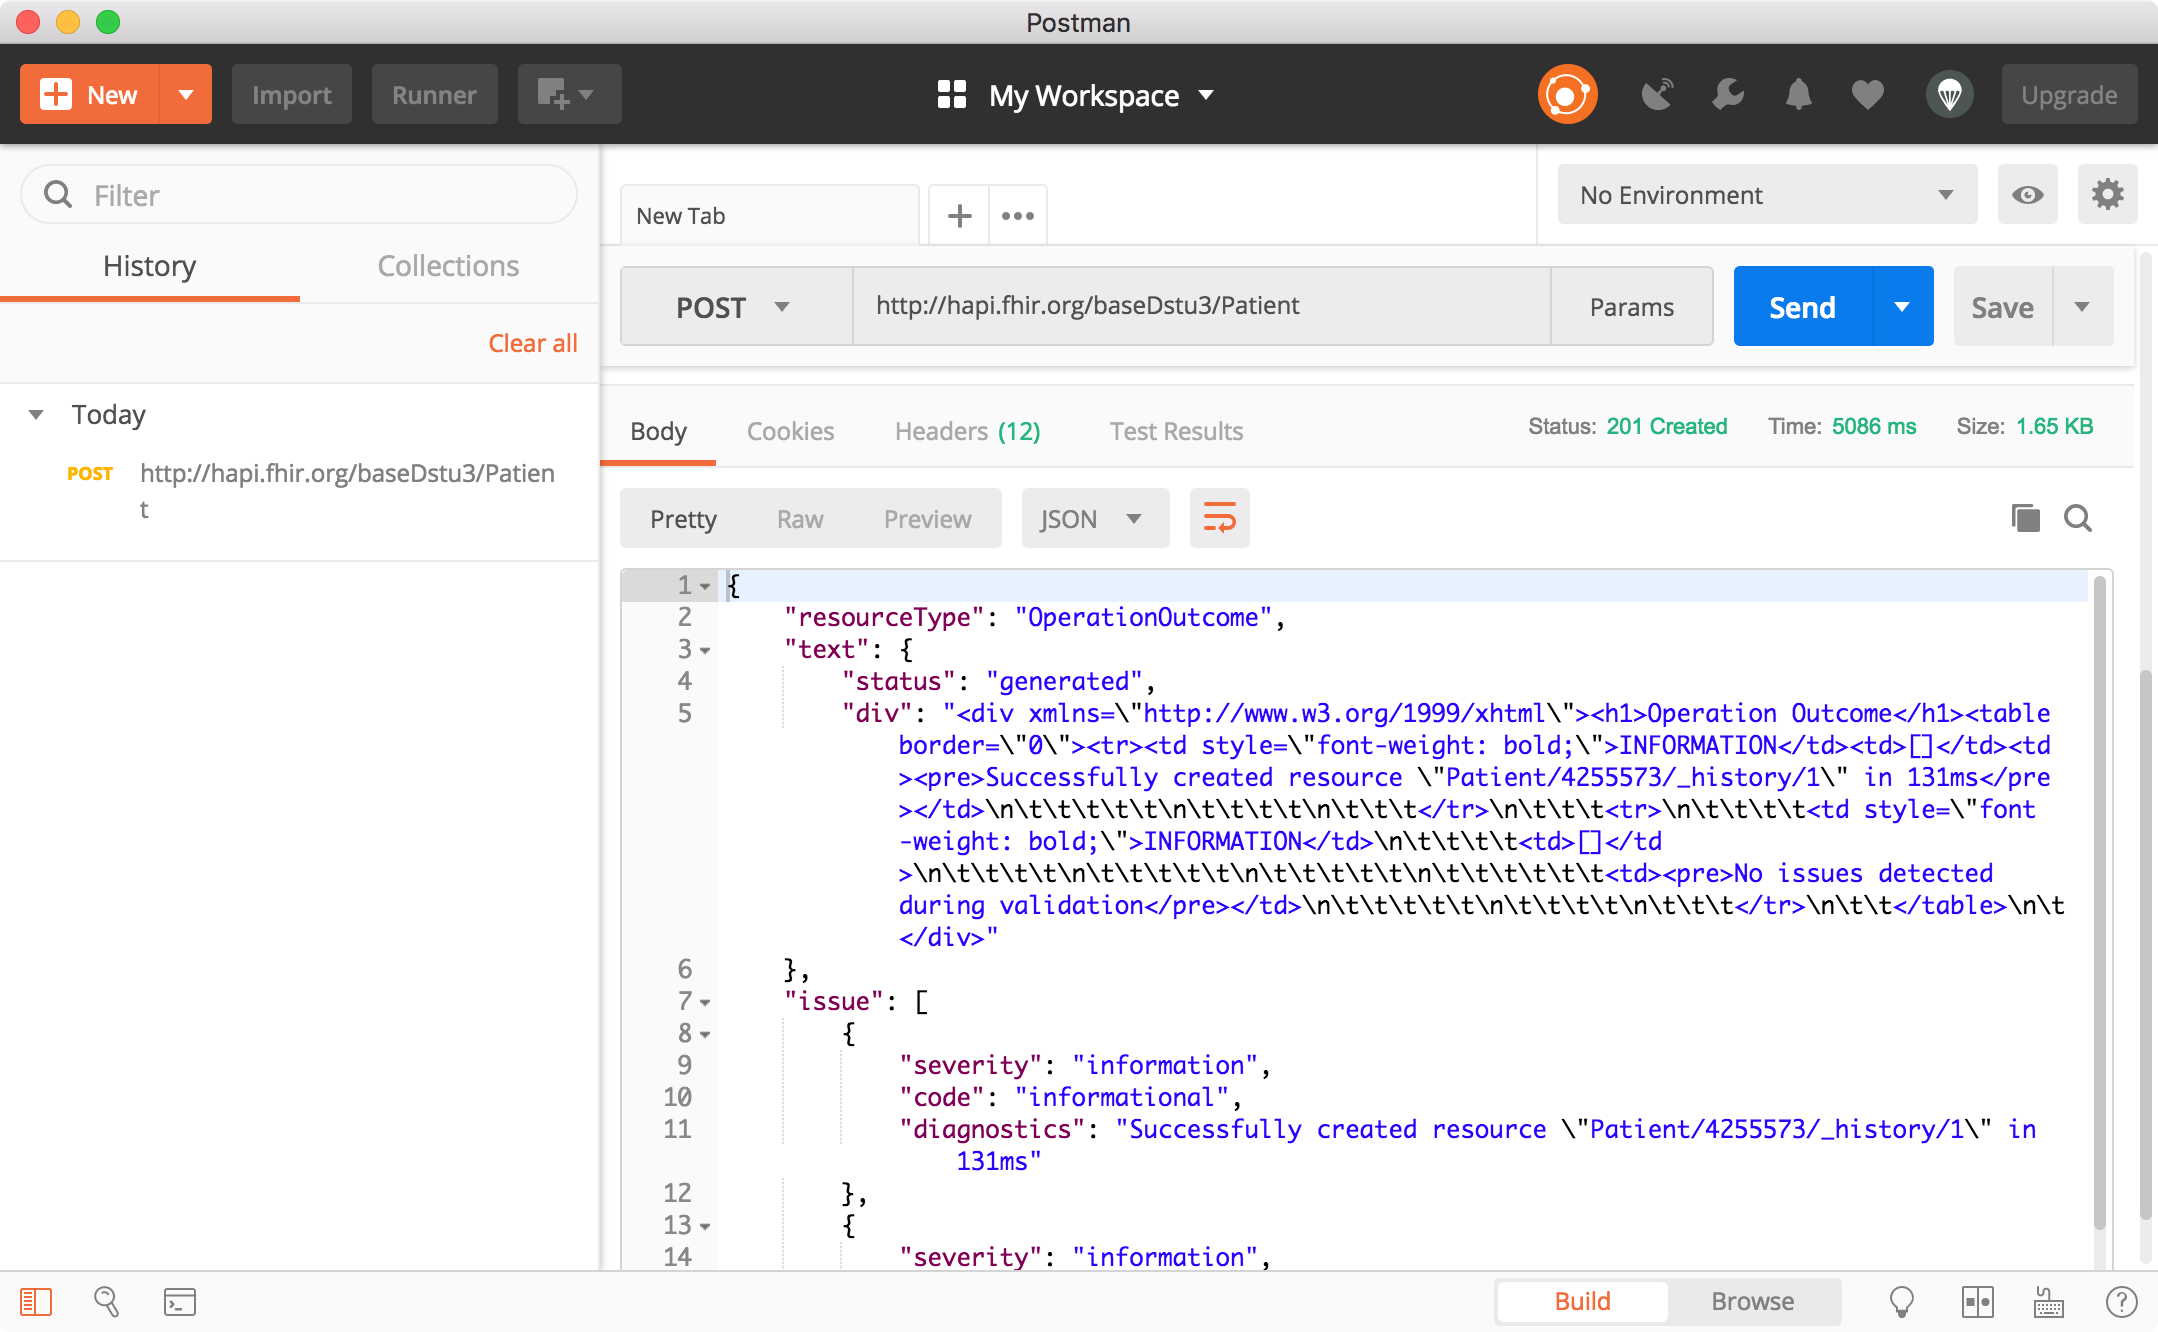 Postman
New
Import
Runner
My Workspace
Upgrade
Filter
History
Collections
Clear all
Today
POST
http://hapi.fhir.org/baseDstu3/Patien
t
New Tab
No Environment
POST
http://hapi.fhir.org/baseDstu3/Patient
Params
Send
Save
Body
Cookies
Headers (12)
Test Results
Status: 201 Created
Time: 5086 ms
Size: 1.65 KB
Pretty
Raw
Preview
JSON
1 {
2 "resourceType": "OperationOutcome",
3 "text": {
4 "status": "generated",
5 "div": "<div xmlns=\"http://www.w3.org/1999/xhtml\"><h1>Operation Outcome</h1><table
border=\"0\"><tr><td style=\"font-weight: bold;\">INFORMATION</td><td>[]</td><td
><pre>Successfully created resource \"Patient/4255573/_history/1\" in 131ms</pre
></td>\n\t\t\t\t\t\n\t\t\t\t\n\t\t\t</tr>\n\t\t\t<tr>\n\t\t\t\t<td style=\"font
-weight: bold;\">INFORMATION</td>\n\t\t\t\t<td>[]</td
>\n\t\t\t\t\n\t\t\t\t\t\n\t\t\t\t\t\n\t\t\t\t\t\t<td><pre>No issues detected
during validation</pre></td>\n\t\t\t\t\t\n\t\t\t\t\n\t\t\t</tr>\n\t\t</table>\n\t
</div>"
6 },
7 "issue": [
8 {
9 "severity": "information",
10 "code": "informational",
11 "diagnostics": "Successfully created resource \"Patient/4255573/_history/1\" in
131ms"
12 },
13 {
14 "severity": "information",
Build
Browse